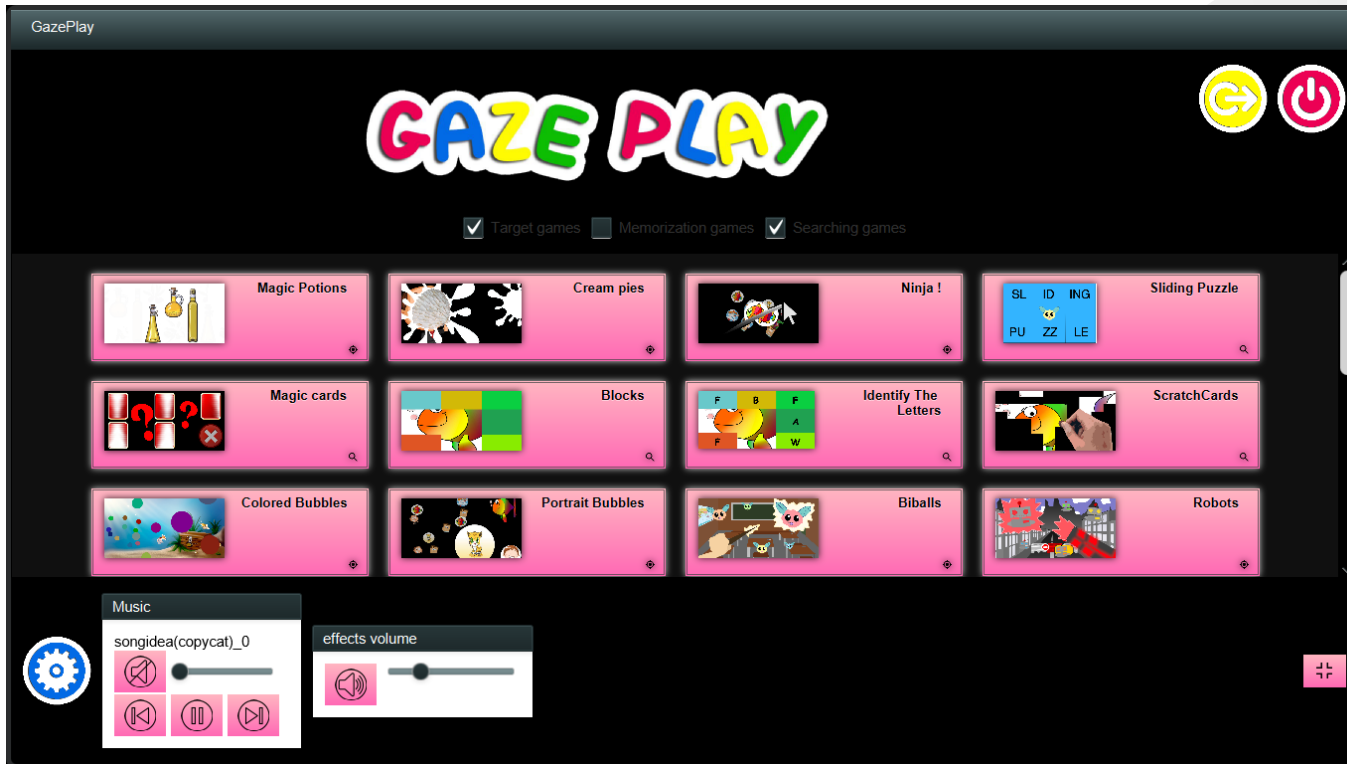 GazePlay
GAZE PLAY
Target games Memorization games Searching games
Magic Potions
Cream pies
Ninja !
SL ID ING
PU ZZ LE
Sliding Puzzle
Magic cards
Blocks
F B F
A
F W
Identify The
Letters
ScratchCards
Colored Bubbles
Portrait Bubbles
Biballs
Robots
Music
songidea(copycat)_0
effects volume